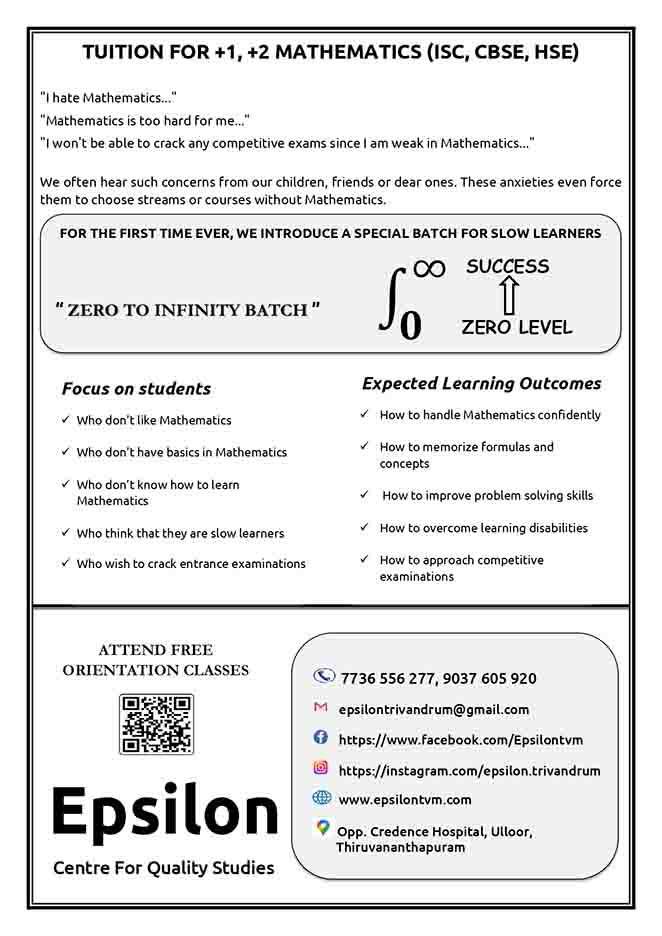 TUITION FOR +1, +2 MATHEMATICS (ISC, CBSE, HSE)
"I hate Mathematics..."
"Mathematics is too hard for me..."
"I won't be able to crack any competitive exams since I am weak in Mathematics..."
We often hear such concerns from our children, friends or dear ones. These anxieties even force
them to choose streams or courses without Mathematics.
FOR THE FIRST TIME EVER, WE INTRODUCE A SPECIAL BATCH FOR SLOW LEARNERS
“ ZERO TO INFINITY BATCH ”
∫
∞
0
SUCCESS
ZERO LEVEL
Focus on students
✓ Who don't like Mathematics
✓ Who don't have basics in Mathematics
✓ Who don't know how to learn
Mathematics
✓ Who think that they are slow learners
✓ Who wish to crack entrance examinations
Expected Learning Outcomes
✓ How to handle Mathematics confidently
✓ How to memorize formulas and
concepts
✓ How to improve problem solving skills
✓ How to overcome learning disabilities
✓ How to approach competitive
examinations
ATTEND FREE
ORIENTATION CLASSES
Epsilon
Centre For Quality Studies
7736 556 277, 9037 605 920
epsilontrivandrum@gmail.com
https://www.facebook.com/Epsilontvm
https://instagram.com/epsilon.trivandrum
www.epsilontvm.com
Opp. Credence Hospital, Ulloor,
Thiruvananthapuram